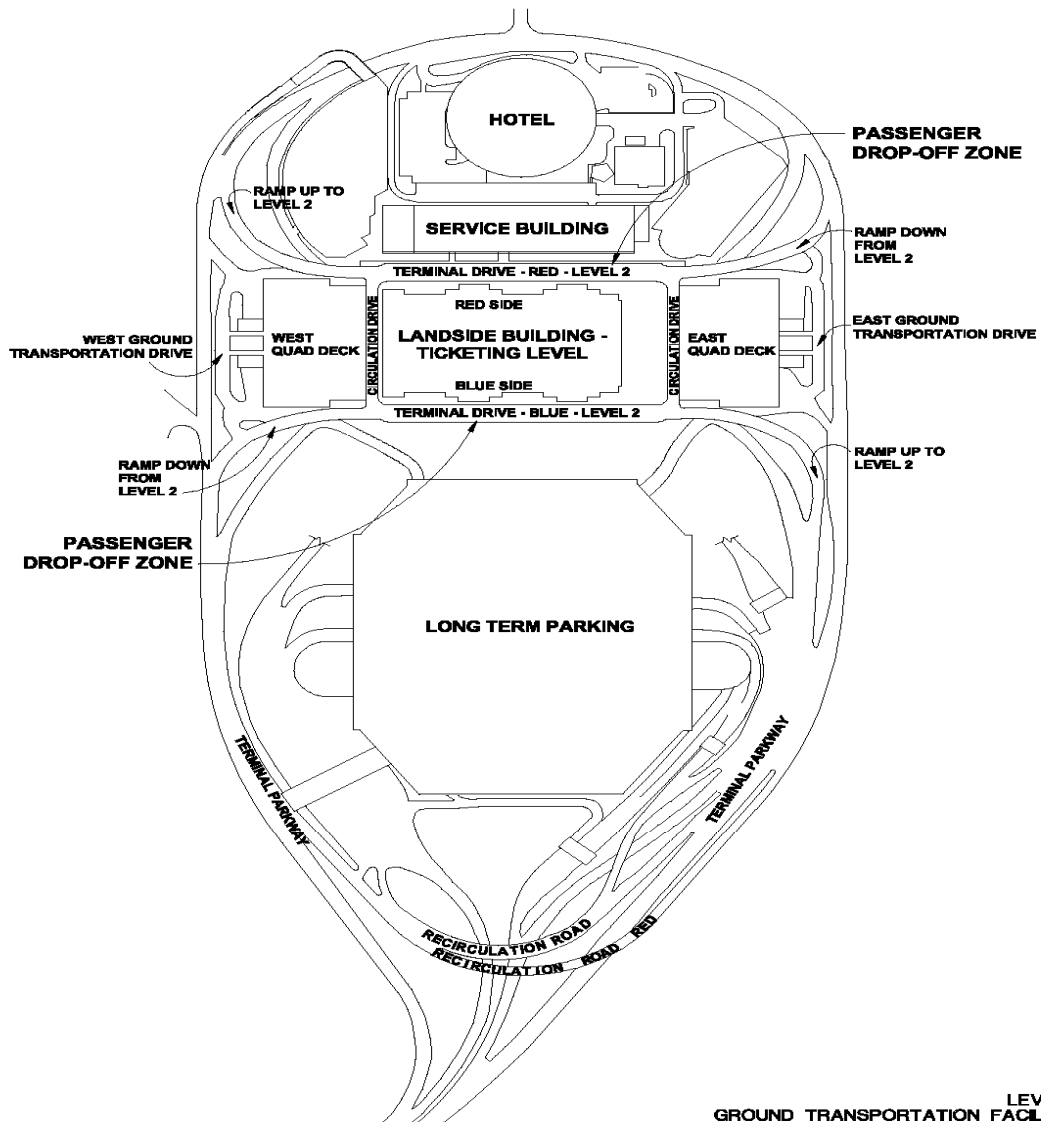 HOTEL
PASSENGER
DROP-OFF ZONE
RAMP UP TO
LEVEL 2
SERVICE BUILDING
RAMP DOWN
FROM
LEVEL 2
TERMINAL DRIVE - RED - LEVEL 2
RED SIDE
CIRCULATION DRIVE
CIRCULATION DRIVE
WEST GROUND
TRANSPORTATION DRIVE
WEST
QUAD DECK
LANDSIDE BUILDING -
TICKETING LEVEL
EAST
QUAD DECK
EAST GROUND
TRANSPORTATION DRIVE
BLUE SIDE
TERMINAL DRIVE - BLUE - LEVEL 2
RAMP DOWN
FROM
LEVEL 2
RAMP UP TO
LEVEL 2
PASSENGER
DROP-OFF ZONE
LONG TERM PARKING
TERMINAL PARKWAY
TERMINAL PARKWAY
RECIRCULATION ROAD
RECIRCULATION ROAD RED
LEV
GROUND TRANSPORTATION FACIL